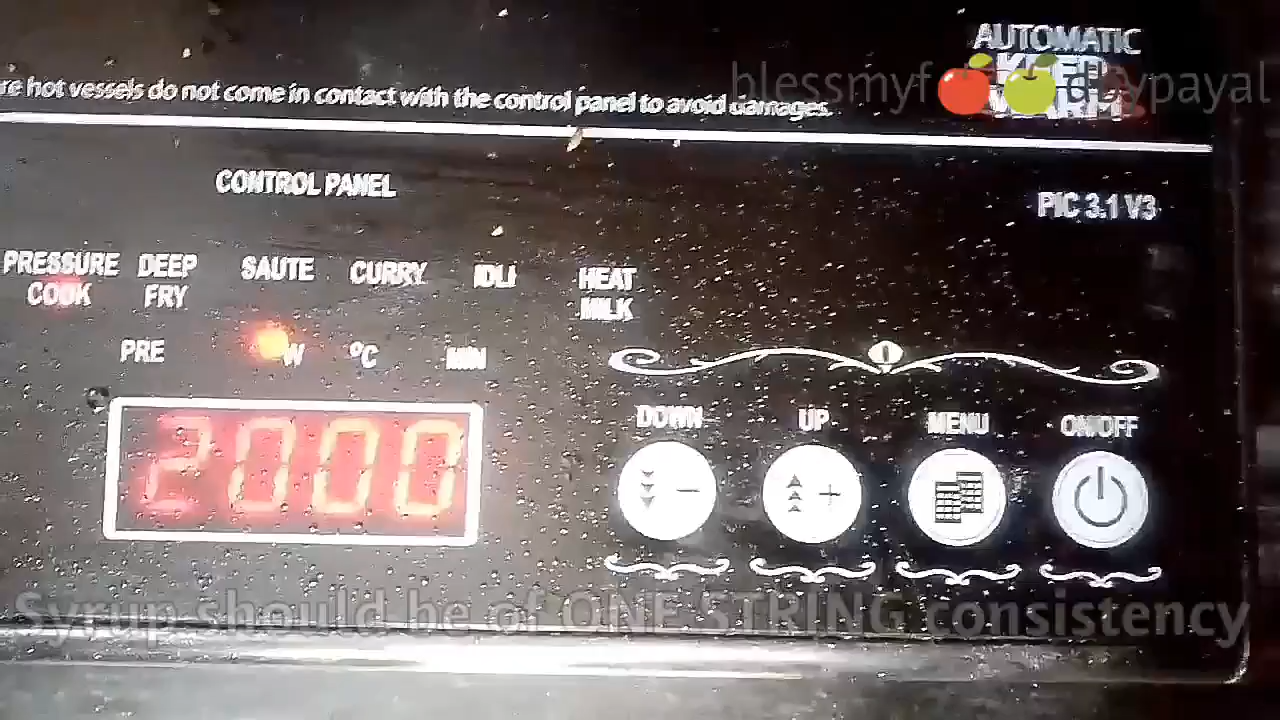 AUTOMATIC
KEEP
WARM
blessmyf🍎🍏dbypayal
re hot vessels do not come in contact with the control panel to avoid damages.
CONTROL PANEL
PIC 3.1 V3
PRESSURE COOK
DEEP FRY
SAUTE
CURRY
IDLI
HEAT MILK
PRE
W
°C
MIN
2000
DOWN
UP
MENU
ON/OFF
Syrup should be of ONE STRING consistency